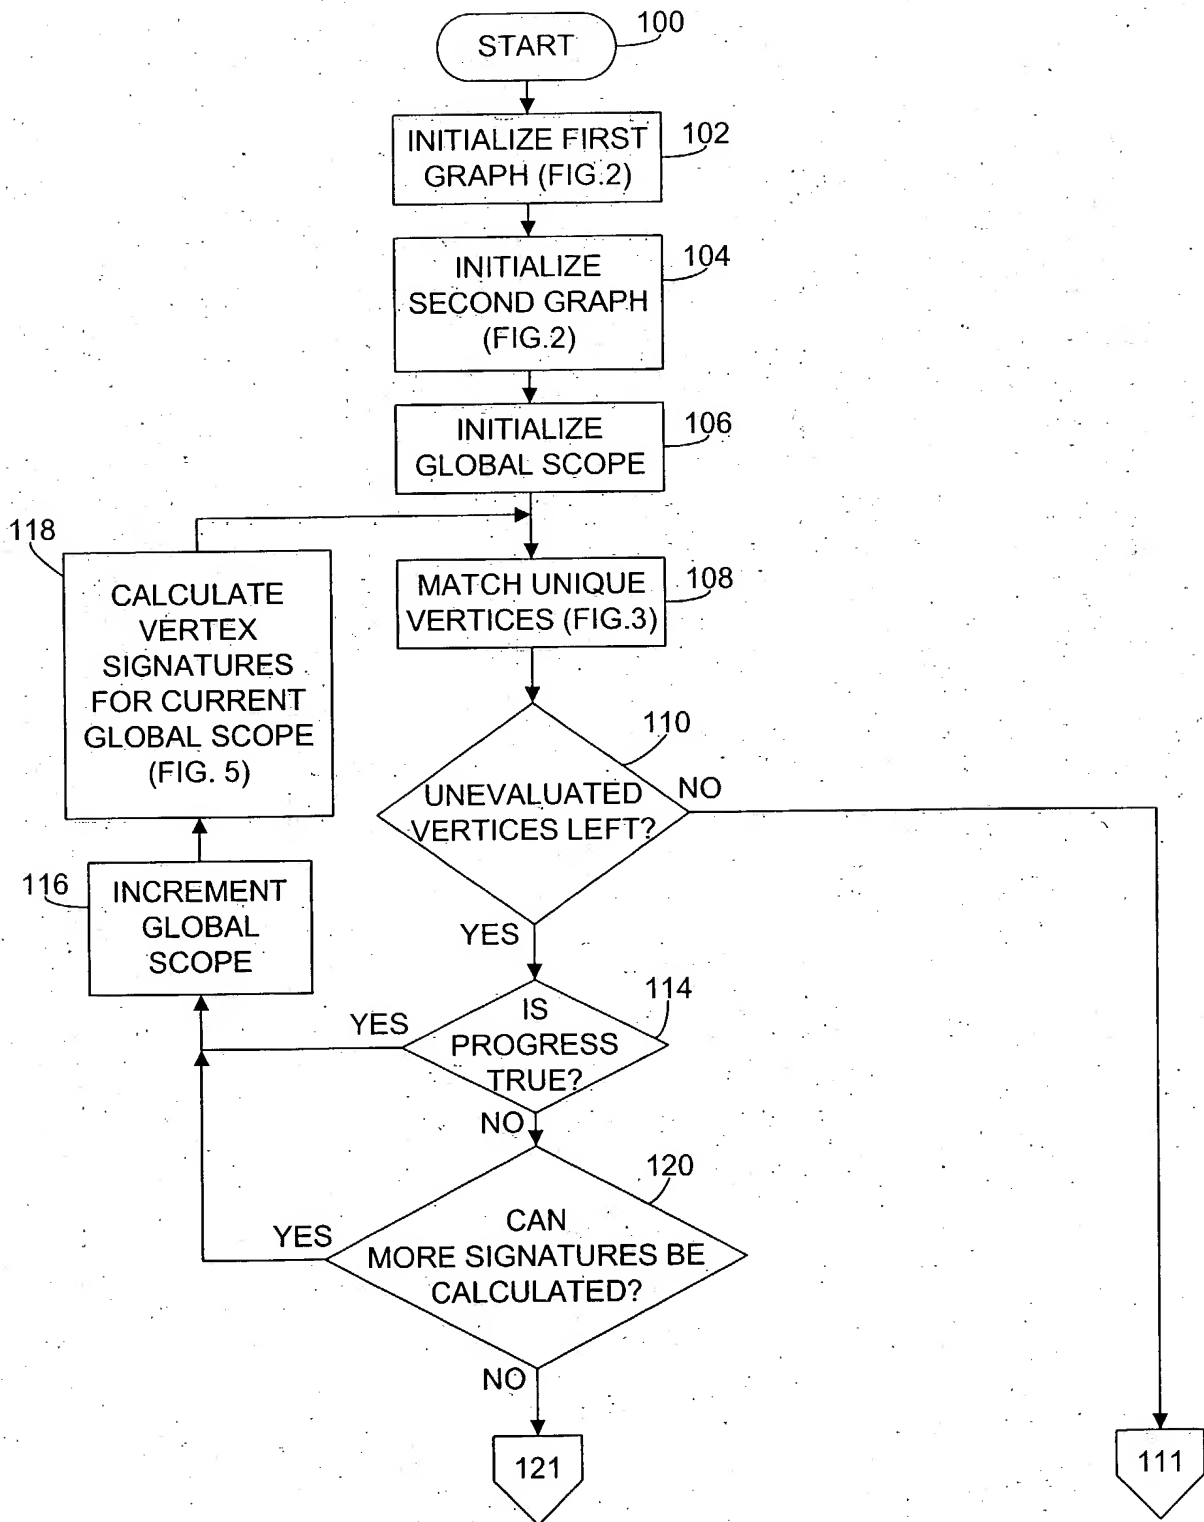 START
100
INITIALIZE FIRST
GRAPH (FIG.2)
102
INITIALIZE
SECOND GRAPH
(FIG.2)
104
INITIALIZE
GLOBAL SCOPE
106
118
CALCULATE
VERTEX
SIGNATURES
FOR CURRENT
GLOBAL SCOPE
(FIG. 5)
MATCH UNIQUE
VERTICES (FIG.3)
108
110
UNEVALUATED
VERTICES LEFT?
NO
YES
116
INCREMENT
GLOBAL
SCOPE
114
IS
PROGRESS
TRUE?
YES
NO
120
CAN
MORE SIGNATURES BE
CALCULATED?
YES
NO
121
111